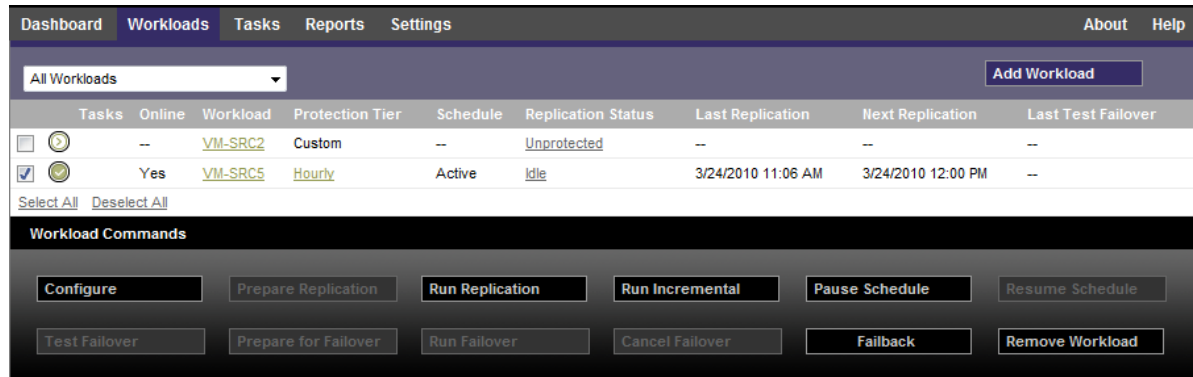 Dashboard Workloads Tasks Reports Settings About Help
All Workloads Add Workload
Tasks Online Workload Protection Tier Schedule Replication Status Last Replication Next Replication Last Test Failover
-- VM-SRC2 Custom -- Unprotected -- -- --
Yes VM-SRC5 Hourly Active Idle 3/24/2010 11:06 AM 3/24/2010 12:00 PM --
Select All Deselect All
Workload Commands
Configure Prepare Replication Run Replication Run Incremental Pause Schedule Resume Schedule
Test Failover Prepare for Failover Run Failover Cancel Failover Failback Remove Workload